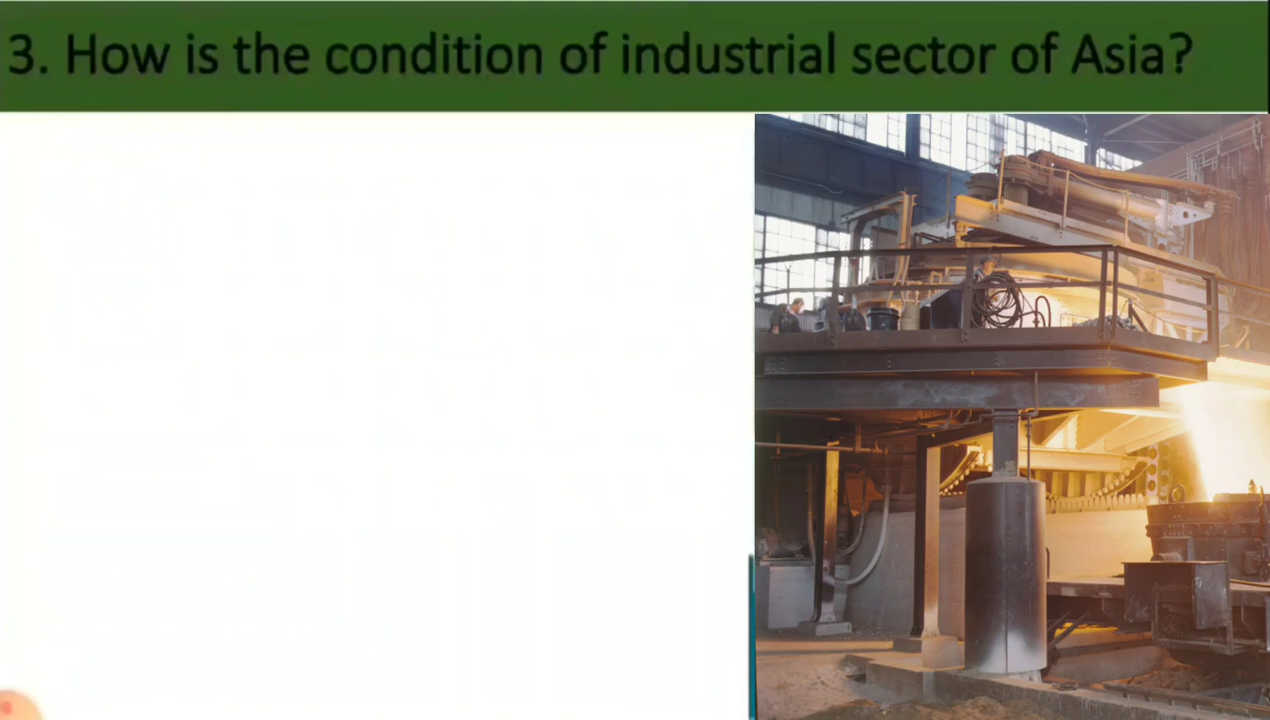 3. How is the condition of industrial sector of Asia?